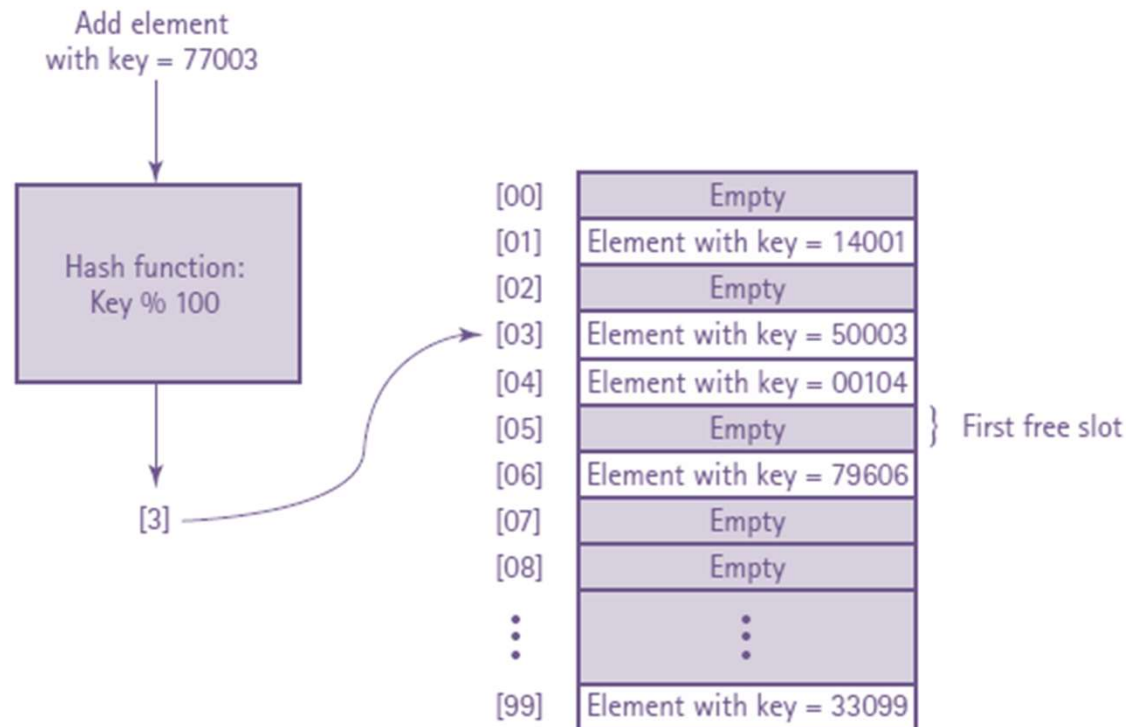 Add element
with key = 77003
Hash function:
Key % 100
[3]
[00] Empty
[01] Element with key = 14001
[02] Empty
[03] Element with key = 50003
[04] Element with key = 00104
[05] Empty } First free slot
[06] Element with key = 79606
[07] Empty
[08] Empty
[99] Element with key = 33099